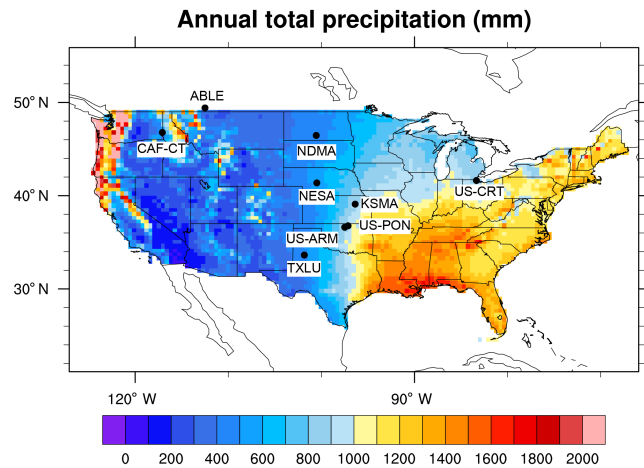 Annual total precipitation (mm)
50° N
ABLE
CAF-CT
NDMA
40° N
NESA
US-CRT
KSMA
US-PON
US-ARM
TXLU
30° N
120° W
90° W
0 200 400 600 800 1000 1200 1400 1600 1800 2000